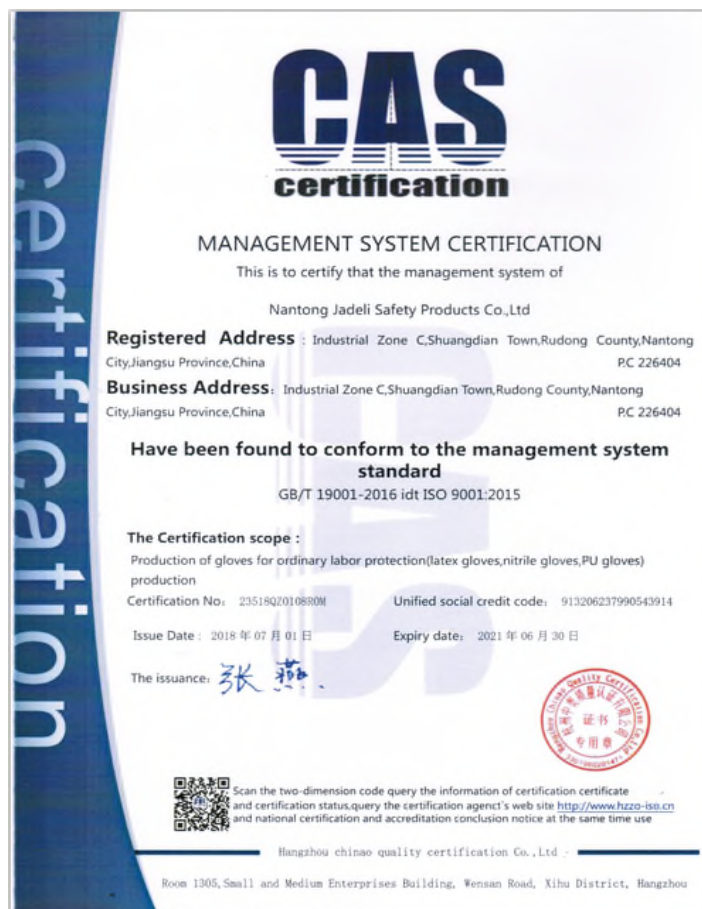 certification
CAS
certification
MANAGEMENT SYSTEM CERTIFICATION
This is to certify that the management system of
Nantong Jadeli Safety Products Co.,Ltd
Registered Address : Industrial Zone C,Shuangdian Town,Rudong County,Nantong
City,Jiangsu Province,China P.C 226404
Business Address: Industrial Zone C,Shuangdian Town,Rudong County,Nantong
City,Jiangsu Province,China P.C 226404
Have been found to conform to the management system
standard
GB/T 19001-2016 idt ISO 9001:2015
The Certification scope :
Production of gloves for ordinary labor protection(latex gloves,nitrile gloves,PU gloves)
production
Certification No: 23518QZ0108R0M Unified social credit code: 913206237990543914
Issue Date : 2018 年 07 月 01 日 Expiry date: 2021 年 06 月 30 日
The issuance: 张燕
证书
专用章
Scan the two-dimension code query the information of certification certificate
and certification status,query the certification agenct's web site http://www.hzzo-iso.cn
and national certification and accreditation conclusion notice at the same time use
Hangzhou chinao quality certification Co.,Ltd .
Room 1305,Small and Medium Enterprises Building, Wensan Road, Xihu District, Hangzhou